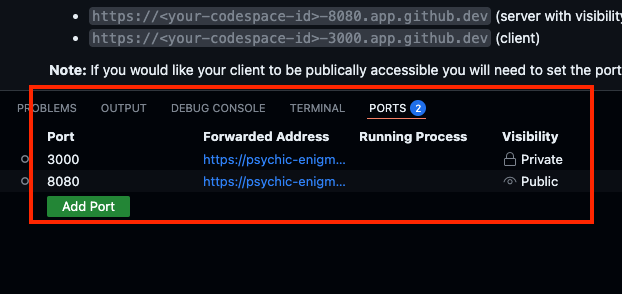 https://<your-codespace-id>-8080.app.github.dev (server with visibility
https://<your-codespace-id>-3000.app.github.dev (client)
Note: If you would like your client to be publically accessible you will need to set the port
PROBLEMS OUTPUT DEBUG CONSOLE TERMINAL PORTS 2
Port Forwarded Address Running Process Visibility
3000 https://psychic-enigm... Private
8080 https://psychic-enigm... Public
Add Port